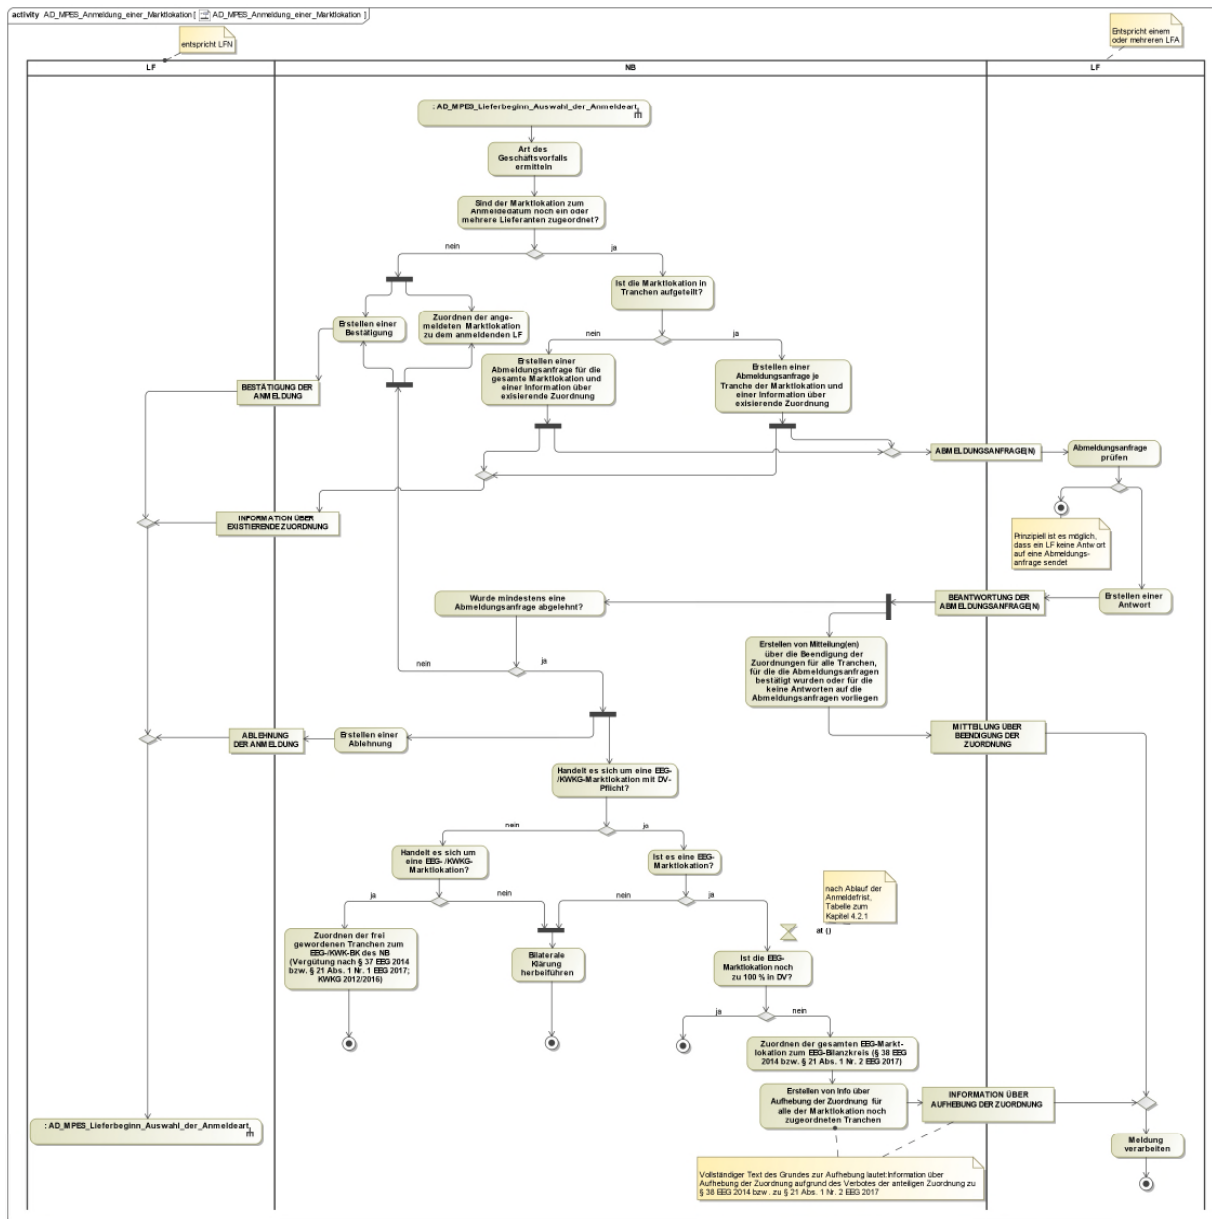 activity AD_MPES_Anmeldung_einer_Marktlokation [ AD_MPES_Anmeldung_einer_Marktlokation ]
entspricht LFN
Entspricht einem
oder mehreren LFA
LF
NB
LF
: AD_MPES_Lieferbeginn_Auswahl_der_Anmeldeart
Art des
Geschäftsvorfalls
ermitteln
Sind der Marktlokation zum
Anmeldedatum noch ein oder
mehrere Lieferanten zugeordnet?
nein
ja
Ist die Marktlokation in
Tranchen aufgeteilt?
Erstellen einer
Bestätigung
Zuordnen der ange-
meldeten Marktlokation
zu dem anmeldenden LF
nein
ja
Erstellen einer
Abmeldungsanfrage für die
gesamte Marktlokation und
einer Information über
exisierende Zuordnung
Erstellen einer
Abmeldungsanfrage je
Tranche der Marktlokation und
einer Information über
exisierende Zuordnung
BESTÄTIGUNG DER
ANMELDUNG
ABMELDUNGSANFRAGE(N)
Abmeldungsanfrage
prüfen
INFORMATION ÜBER
EXISTIERENDE ZUORDNUNG
Prinzipiell ist es möglich,
dass ein LF keine Antwort
auf eine Abmeldungs-
anfrage sendet
Wurde mindestens eine
Abmeldungsanfrage abgelehnt?
BEANTWORTUNG DER
ABMELDUNGSANFRAGE(N)
Erstellen einer
Antwort
Erstellen von Mitteilung(en)
über die Beendigung der
Zuordnungen für alle Tranchen,
für die die Abmeldungsanfragen
bestätigt wurden oder für die
keine Antworten auf die
Abmeldungsanfragen vorliegen
nein
ja
ABLEHNUNG
DER ANMELDUNG
Erstellen einer
Ablehnung
MITTEILUNG ÜBER
BEENDIGUNG DER
ZUORDNUNG
Handelt es sich um eine EEG-
/KWKG-Marktlokation mit DV-
Pflicht?
nein
ja
Handelt es sich um
eine EEG- /KWKG-
Marktlokation?
Ist es eine EEG-
Marktlokation?
ja
nein
nein
ja
nach Ablauf der
Anmeldefrist,
Tabelle zum
Kapitel 4.2.1
at ()
Zuordnen der frei
gewordenen Tranchen zum
EEG-/KWK-BK des NB
(Vergütung nach § 37 EEG 2014
bzw. § 21 Abs. 1 Nr. 1 EEG 2017;
KWKG 2012/2016)
Bilaterale
Klärung
herbeiführen
Ist die EEG-
Marktlokation noch
zu 100 % in DV?
ja
nein
Zuordnen der gesamten EEG-Markt-
lokation zum EEG-Bilanzkreis (§ 38 EEG
2014 bzw. § 21 Abs. 1 Nr. 2 EEG 2017)
Erstellen von Info über
Aufhebung der Zuordnung für
alle der Marktlokation noch
zugeordneten Tranchen
INFORMATION ÜBER
AUFHEBUNG DER ZUORDNUNG
: AD_MPES_Lieferbeginn_Auswahl_der_Anmeldeart
Meldung
verarbeiten
Vollständiger Text des Grundes zur Aufhebung lautet:Information über
Aufhebung der Zuordnung aufgrund des Verbotes der anteiligen Zuordnung zu
§ 38 EEG 2014 bzw. zu § 21 Abs. 1 Nr. 2 EEG 2017